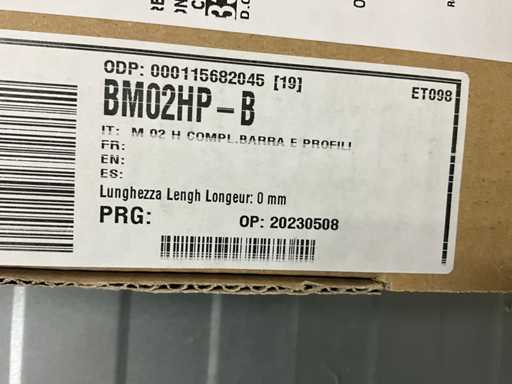 D.C
ODP: 000115682045 [19]
BM02HP-B
ET098
IT: M 02 H COMPL.BARRA E PROFILI
FR:
EN:
ES:
Lunghezza Lengh Longeur: 0 mm
PRG: OP: 20230508